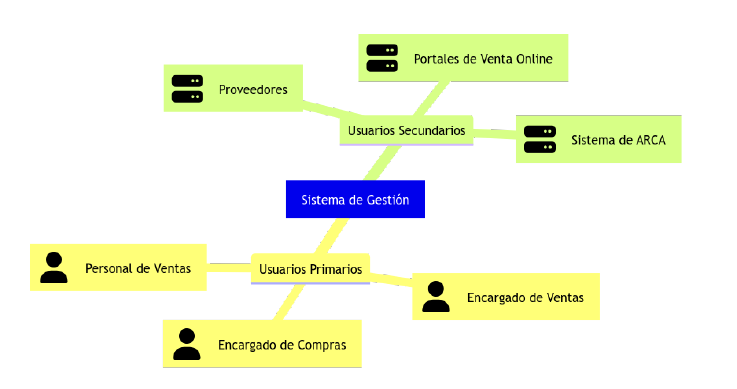 Portales de Venta Online
Proveedores
Usuarios Secundarios
Sistema de ARCA
Sistema de Gestión
Personal de Ventas
Usuarios Primarios
Encargado de Ventas
Encargado de Compras